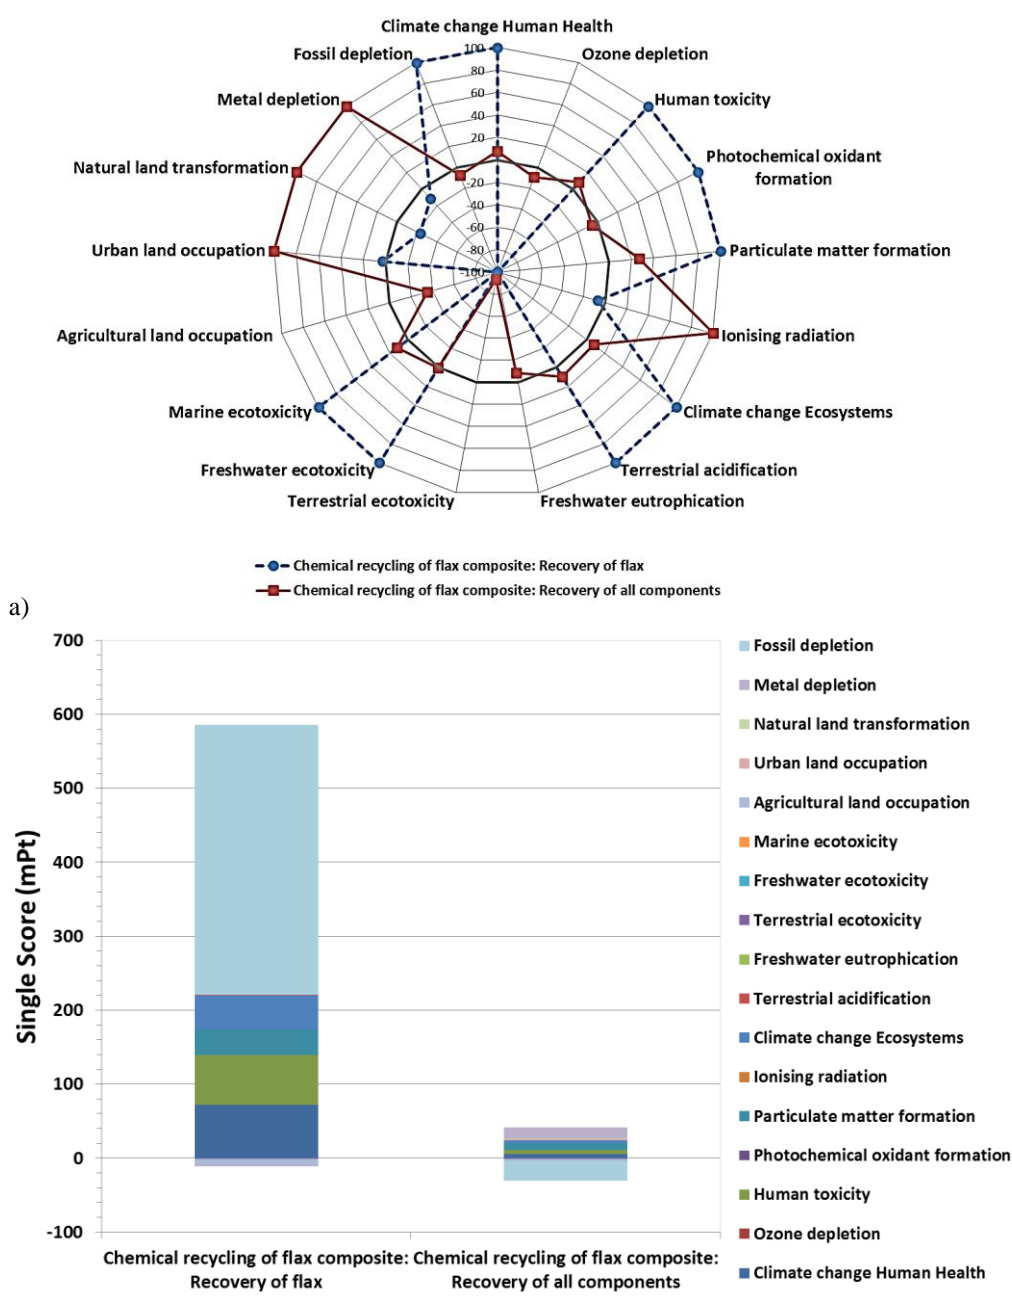 Climate change Human Health
Fossil depletion
Ozone depletion
Metal depletion
Human toxicity
Natural land transformation
Photochemical oxidant
formation
Urban land occupation
Particulate matter formation
Agricultural land occupation
Ionising radiation
Marine ecotoxicity
Climate change Ecosystems
Freshwater ecotoxicity
Terrestrial acidification
Terrestrial ecotoxicity
Freshwater eutrophication
100
80
60
40
20
-20
-40
-60
-80
-100
Chemical recycling of flax composite: Recovery of flax
Chemical recycling of flax composite: Recovery of all components
a)
Single Score (mPt)
700
600
500
400
300
200
100
0
-100
Chemical recycling of flax composite:
Recovery of flax
Chemical recycling of flax composite:
Recovery of all components
Fossil depletion
Metal depletion
Natural land transformation
Urban land occupation
Agricultural land occupation
Marine ecotoxicity
Freshwater ecotoxicity
Terrestrial ecotoxicity
Freshwater eutrophication
Terrestrial acidification
Climate change Ecosystems
Ionising radiation
Particulate matter formation
Photochemical oxidant formation
Human toxicity
Ozone depletion
Climate change Human Health